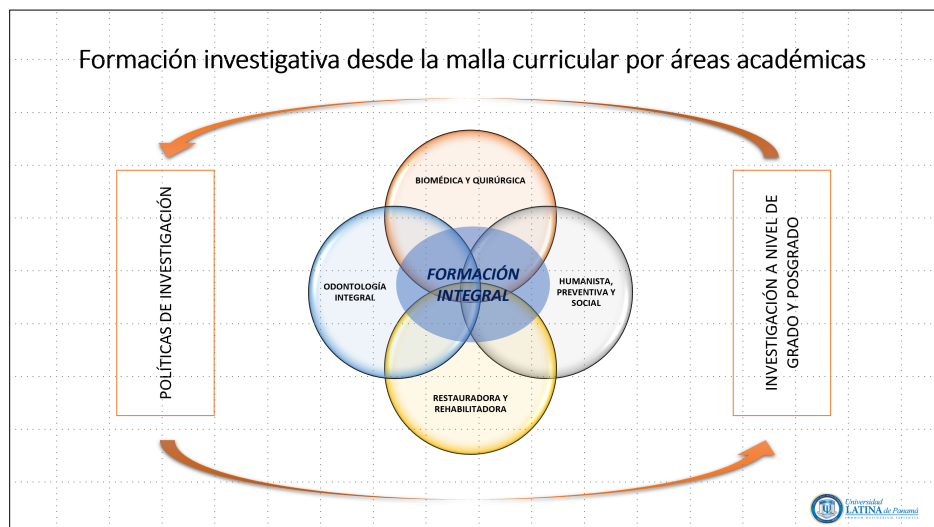 Formación investigativa desde la malla curricular por áreas académicas
POLÍTICAS DE INVESTIGACIÓN
BIOMÉDICA Y QUIRÚRGICA
ODONTOLOGÍA
INTEGRAL
FORMACIÓN
INTEGRAL
HUMANISTA,
PREVENTIVA Y
SOCIAL
RESTAURADORA Y
REHABILITADORA
INVESTIGACIÓN A NIVEL DE
GRADO Y POSGRADO
Universidad
LATINA de Panamá